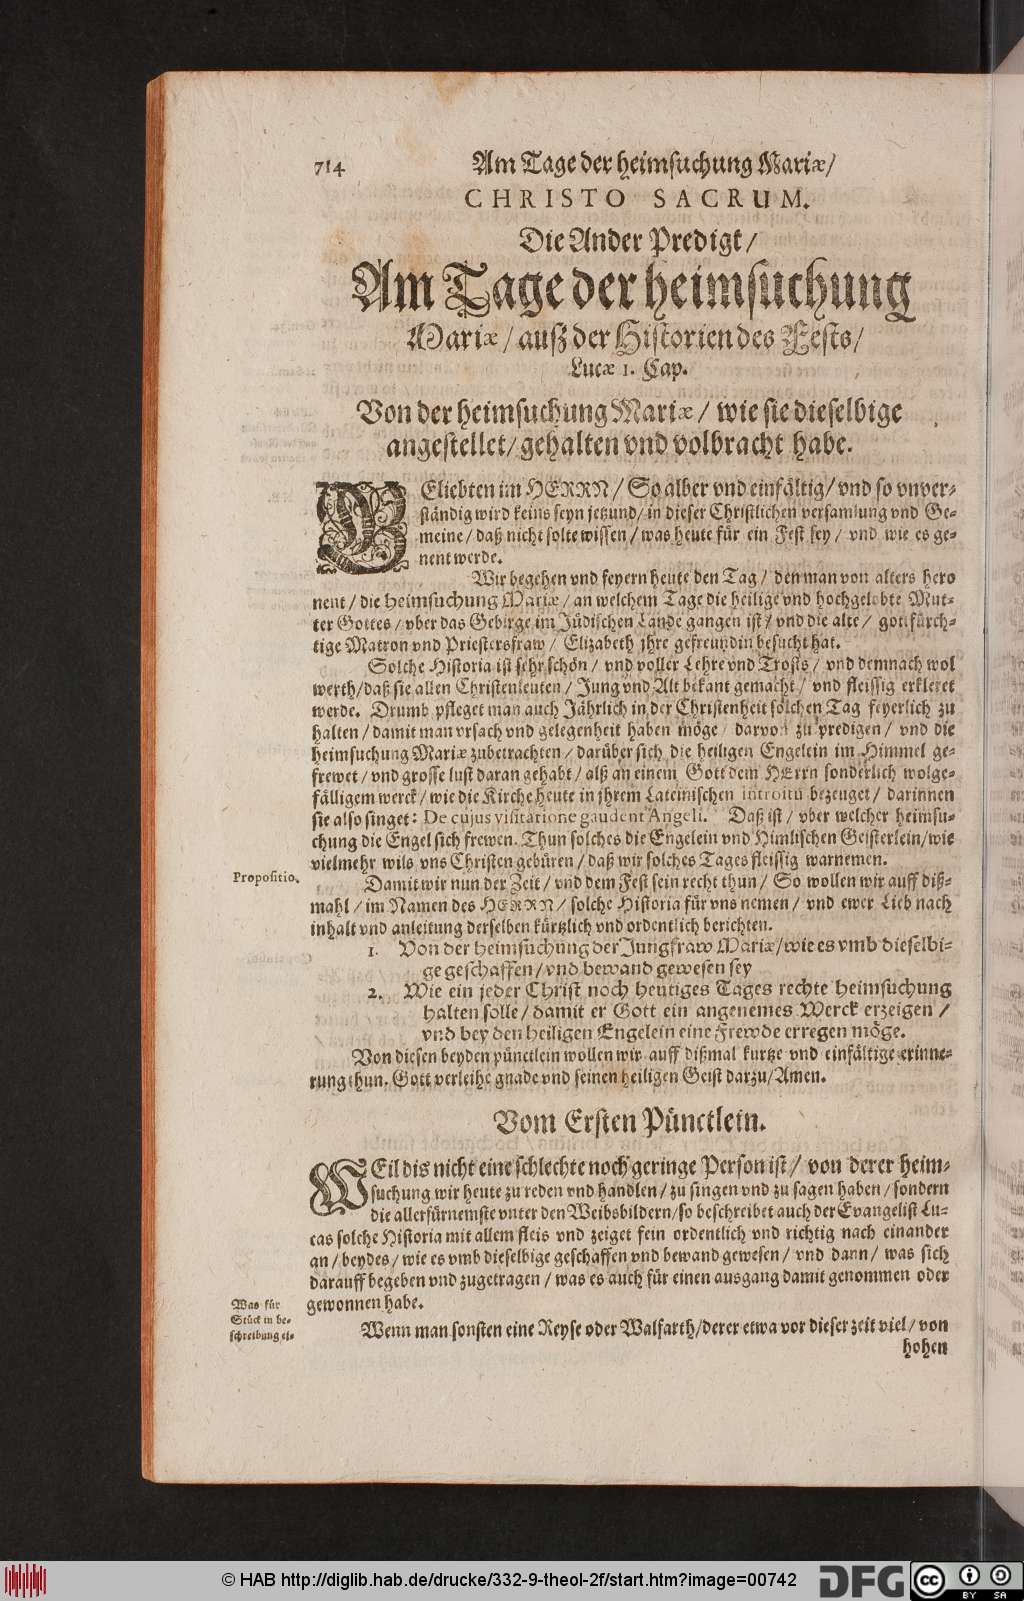 714
Am Tage der heimsuchung Mariæ/
CHRISTO SACRUM.
Die Ander Predigt/
Am Tage der heimsuchung
Mariæ/ auß der Historien des Fests/
Lucæ 1. Cap.
Von der heimsuchung Mariæ/ wie sie dieselbige
angestellet/ gehalten vnd volbracht habe.
GEliebten im HERRN/ So alber vnd einfältig/ vnd so vnver-
ständig wird keins seyn jetzund/ in dieser Christlichen versamlung vnd Ge-
meine/ daß nicht solte wissen/ was heute für ein Fest sey/ vnd wie es ge-
nent werde.
Wir begehen vnd feyern heute den Tag/ den man von alters hero
nent/ die heimsuchung Mariæ/ an welchem Tage die heilige vnd hochgelobte Mut-
ter Gottes/ vber das Gebirge im Jüdischen Lande gangen ist/ vnd die alte/ gottfürch-
tige Matron vnd Priestersfraw/ Elizabeth jhre gefreundin besucht hat.
Solche Historia ist sehr schön/ vnd voller Lehre vnd Trosts/ vnd demnach wol
werth/ daß sie allen Christenleuten/ Jung vnd Alt bekant gemacht/ vnd fleissig erkleret
werde. Drumb pfleget man auch Jährlich in der Christenheit solchen Tag feyerlich zu
halten/ damit man vrsach vnd gelegenheit haben möge darvon zu predigen/ vnd die
heimsuchung Mariæ zubetrachten/ darüber sich die heiligen Engelein im Himmel ge-
frewet/ vnd grosse lust daran gehabt/ alß an einem Gott dem HErrn sonderlich wolge-
fälligem werck/ wie die Kirche heute in jhrem Lateinischen introitu bezeuget/ darinnen
sie also singet: De cujus visitatione gaudent Angeli. Daß ist/ vber welcher heimsu-
chung die Engel sich frewen. Thun solches die Engelein vnd Himlischen Geisterlein/ wie
vielmehr wils vns Christen gebüren/ daß wir solches Tages fleissig warnemen.
Propositio.
Damit wir nun der Zeit/ vnd dem Fest sein recht thun/ So wollen wir auff diß-
mahl/ im Namen des HERRN/ solche Historia für vns nemen/ vnd ewer Lieb nach
inhalt vnd anleitung derselben kürtzlich vnd ordentlich berichten.
1. Von der heimsuchung der Jungfraw Mariæ/ wie es vmb dieselbi-
ge geschaffen/ vnd bewand gewesen sey
2. Wie ein jeder Christ noch heutiges Tages rechte heimsuchung
halten solle/ damit er Gott ein angenemes Werck erzeigen/
vnd bey den heiligen Engelein eine Frewde erregen möge.
Von diesen beyden pünctlein wollen wir auff dißmal kurtze vnd einfältige erinne-
rung thun. Gott verleihe gnade vnd seinen heiligen Geist darzu/ Amen.
Vom Ersten Pünctlein.
WEil dis nicht eine schlechte noch geringe Person ist/ von derer heim-
suchung wir heute zu reden vnd handlen/ zu singen vnd zu sagen haben/ sondern
die allerfürnemste vnter den Weibsbildern/ so beschreibet auch der Evangelist Lu-
cas solche Historia mit allem fleis vnd zeiget fein ordentlich vnd richtig nach einander
an/ beydes/ wie es vmb dieselbige geschaffen vnd bewand gewesen/ vnd dann/ was sich
darauff begeben vnd zugetragen/ was es auch für einen ausgang damit genommen oder
gewonnen habe.
Was für
Stück in be-
schreibung ei-
Wenn man sonsten eine Reyse oder Walfarth/ derer etwa vor dieser zeit viel/ von
hohen
© HAB http://diglib.hab.de/drucke/332-9-theol-2f/start.htm?image=00742
DFG
cc BY SA